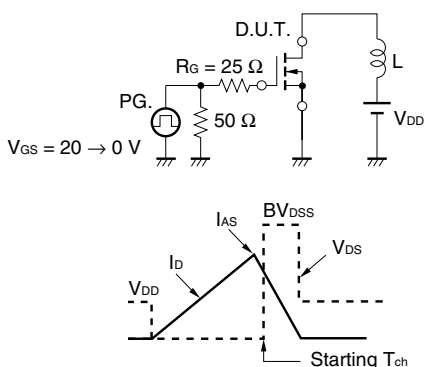 D.U.T.
RG = 25 Ω
PG.
50 Ω
L
VDD
VGS = 20 → 0 V
BVDSS
IAS
ID
VDS
VDD
Starting Tch